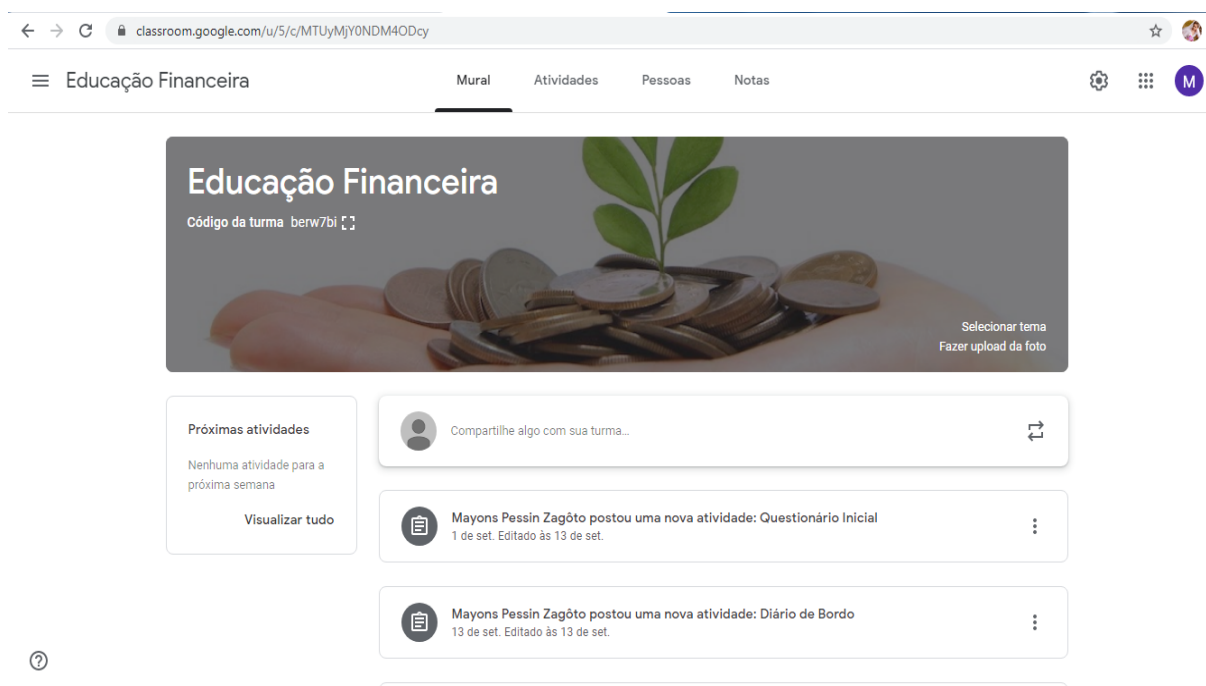 classroom.google.com/u/5/c/MTUyMjY0NDM4ODcy
Educação Financeira
Mural Atividades Pessoas Notas
M
Educação Financeira
Código da turma berw7bi
Selecionar tema
Fazer upload da foto
Próximas atividades
Nenhuma atividade para a
próxima semana
Visualizar tudo
Compartilhe algo com sua turma...
Mayons Pessin Zagôto postou uma nova atividade: Questionário Inicial
1 de set. Editado às 13 de set.
Mayons Pessin Zagôto postou uma nova atividade: Diário de Bordo
13 de set. Editado às 13 de set.